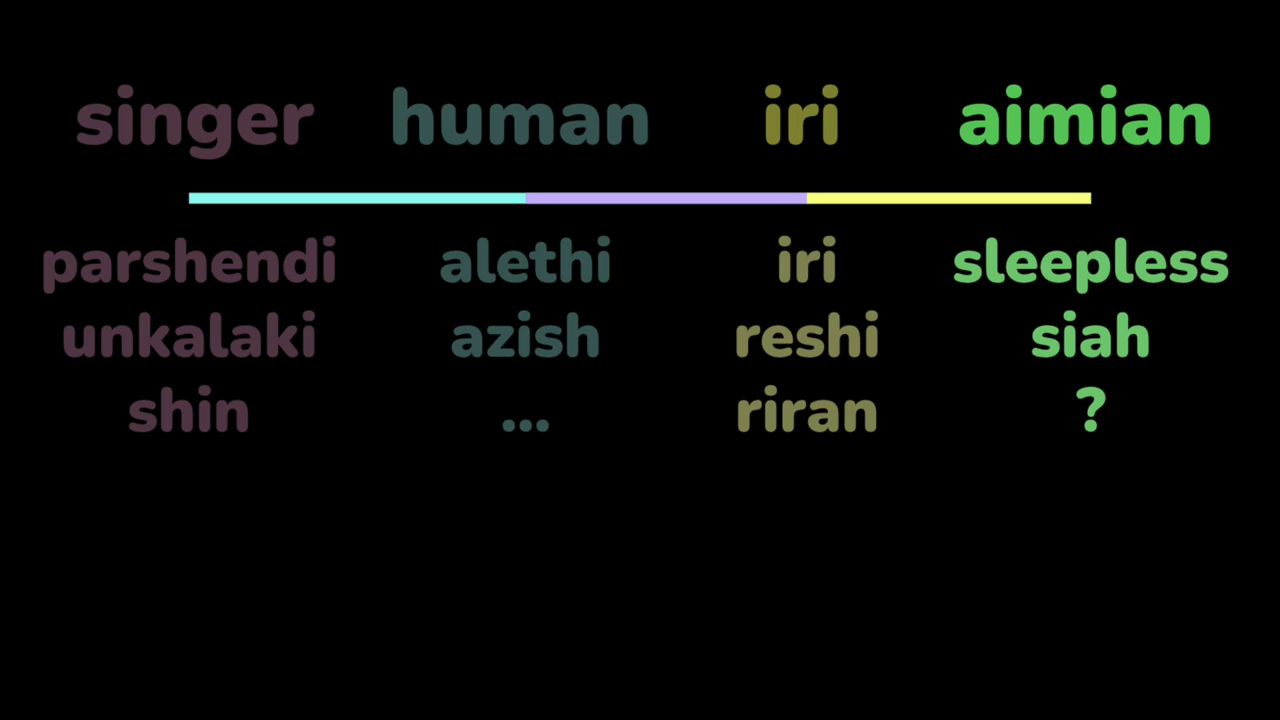 singer human iri aimian
parshendi alethi iri sleepless
unkalaki azish reshi siah
shin ... riran ?